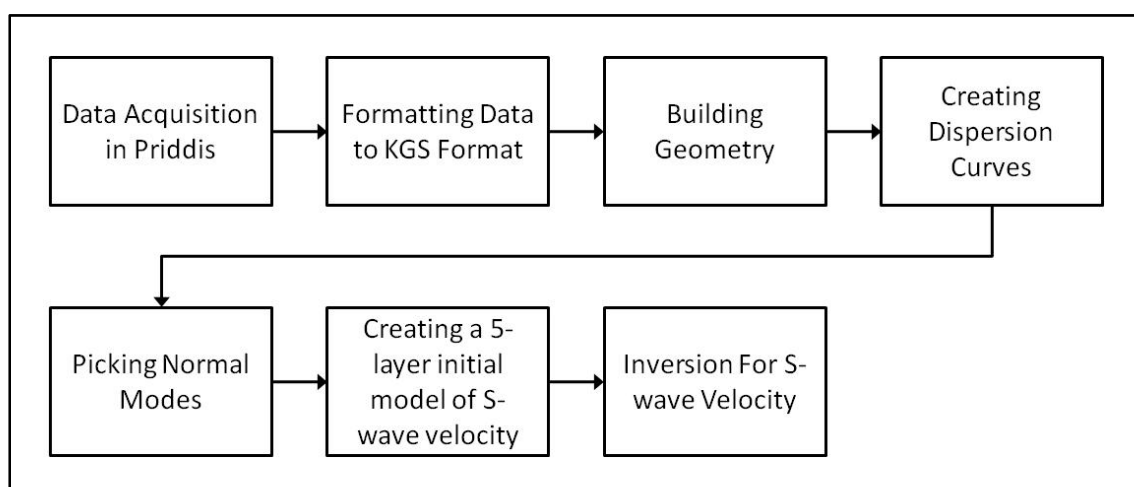 Data Acquisition
in Priddis
Formatting Data
to KGS Format
Building
Geometry
Creating
Dispersion
Curves
Picking Normal
Modes
Creating a 5-
layer initial
model of S-
wave velocity
Inversion For S-
wave Velocity